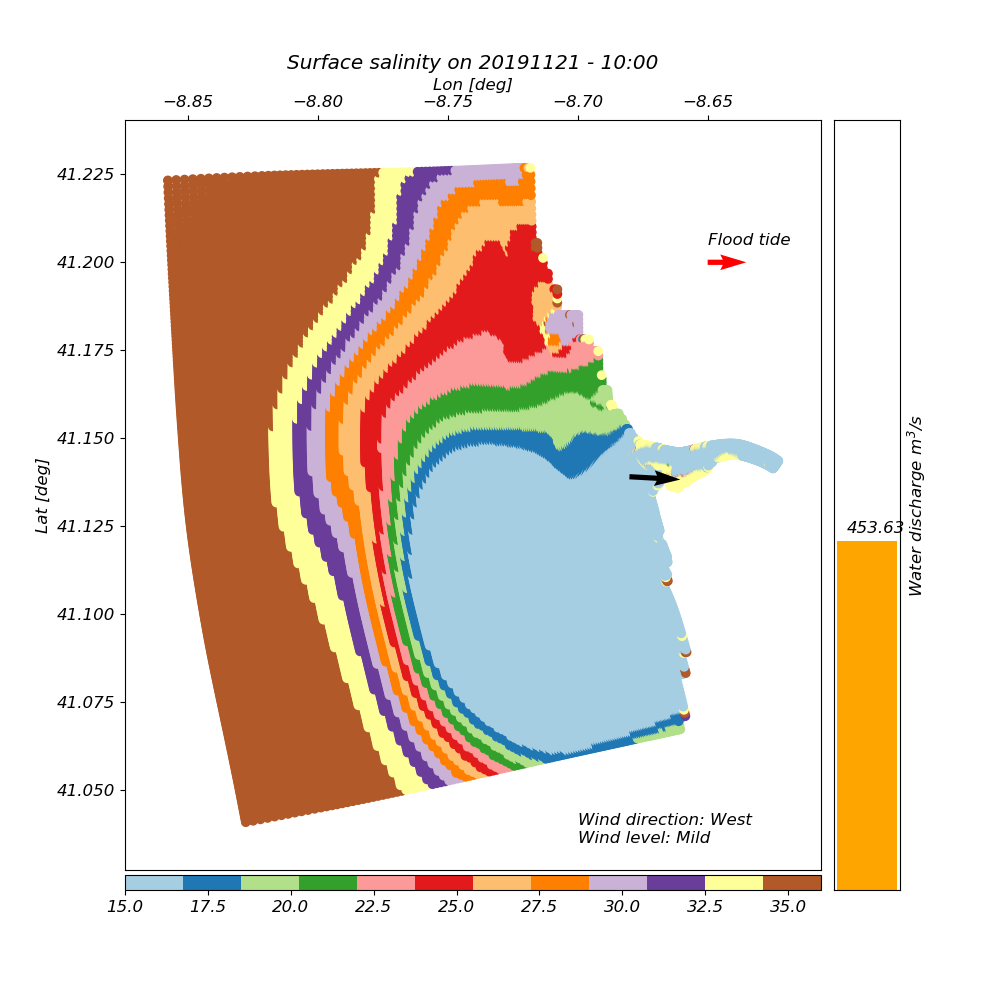 Surface salinity on 20191121 - 10:00
Lon [deg]
−8.85 −8.80 −8.75 −8.70 −8.65
41.225
41.200
41.175
41.150
41.125
41.100
41.075
41.050
Lat [deg]
Flood tide
453.63
Water discharge m³/s
Wind direction: West
Wind level: Mild
15.0 17.5 20.0 22.5 25.0 27.5 30.0 32.5 35.0